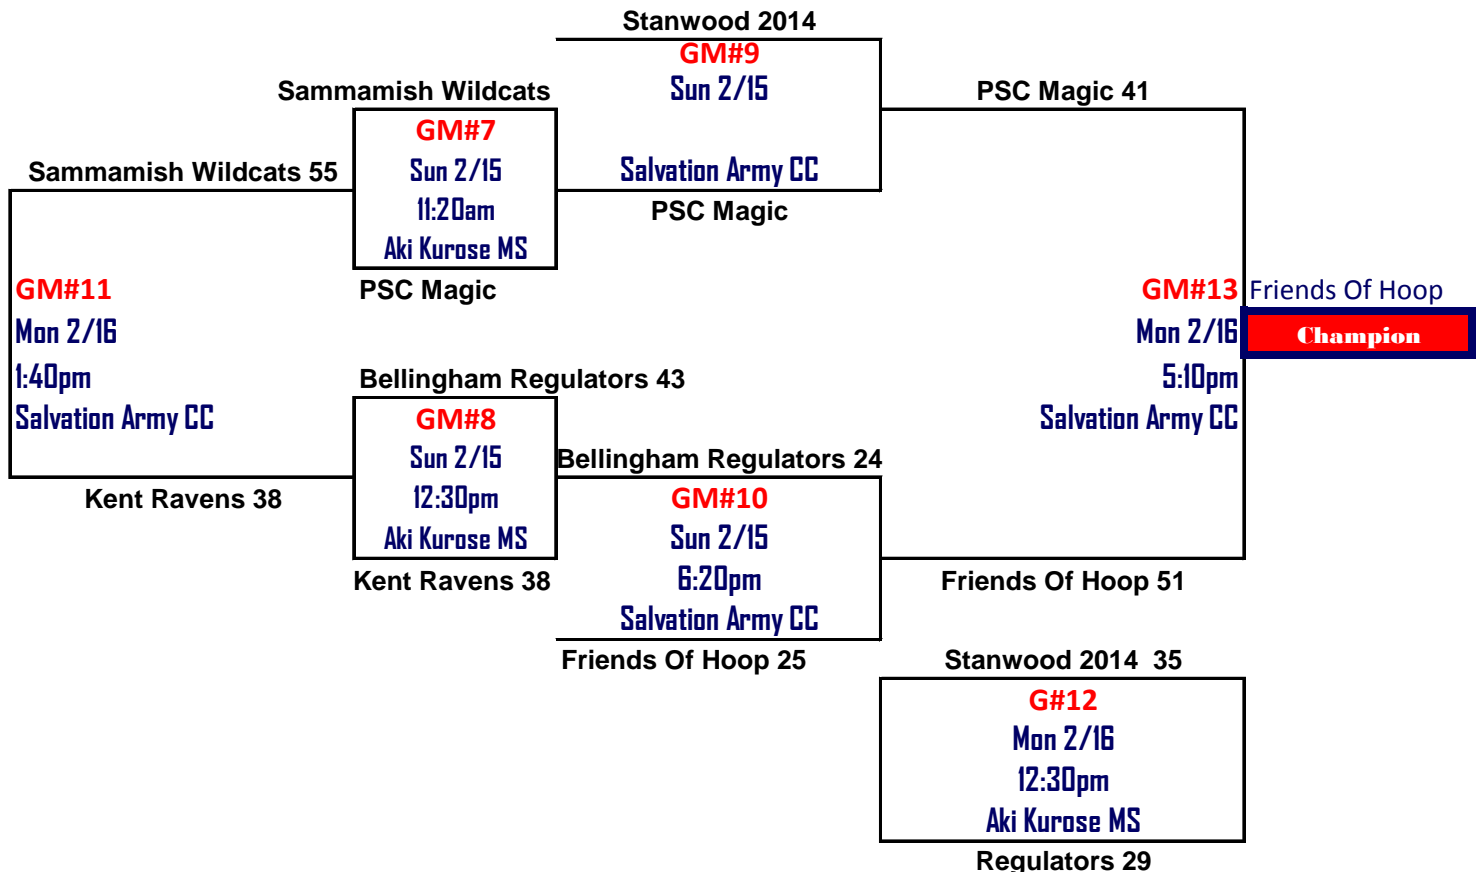 Stanwood 2014
GM#9
Sun 2/15
Salvation Army CC
PSC Magic
Sammamish Wildcats
GM#7
Sun 2/15
11:20am
Aki Kurose MS
PSC Magic
PSC Magic 41
Sammamish Wildcats 55
GM#11
Mon 2/16
1:40pm
Salvation Army CC
Kent Ravens 38
Bellingham Regulators 43
GM#8
Sun 2/15
12:30pm
Aki Kurose MS
Kent Ravens 38
Bellingham Regulators 24
GM#10
Sun 2/15
6:20pm
Salvation Army CC
Friends Of Hoop 25
GM#13
Mon 2/16
5:10pm
Salvation Army CC
Friends Of Hoop
Champion
Friends Of Hoop 51
Stanwood 2014 35
G#12
Mon 2/16
12:30pm
Aki Kurose MS
Regulators 29